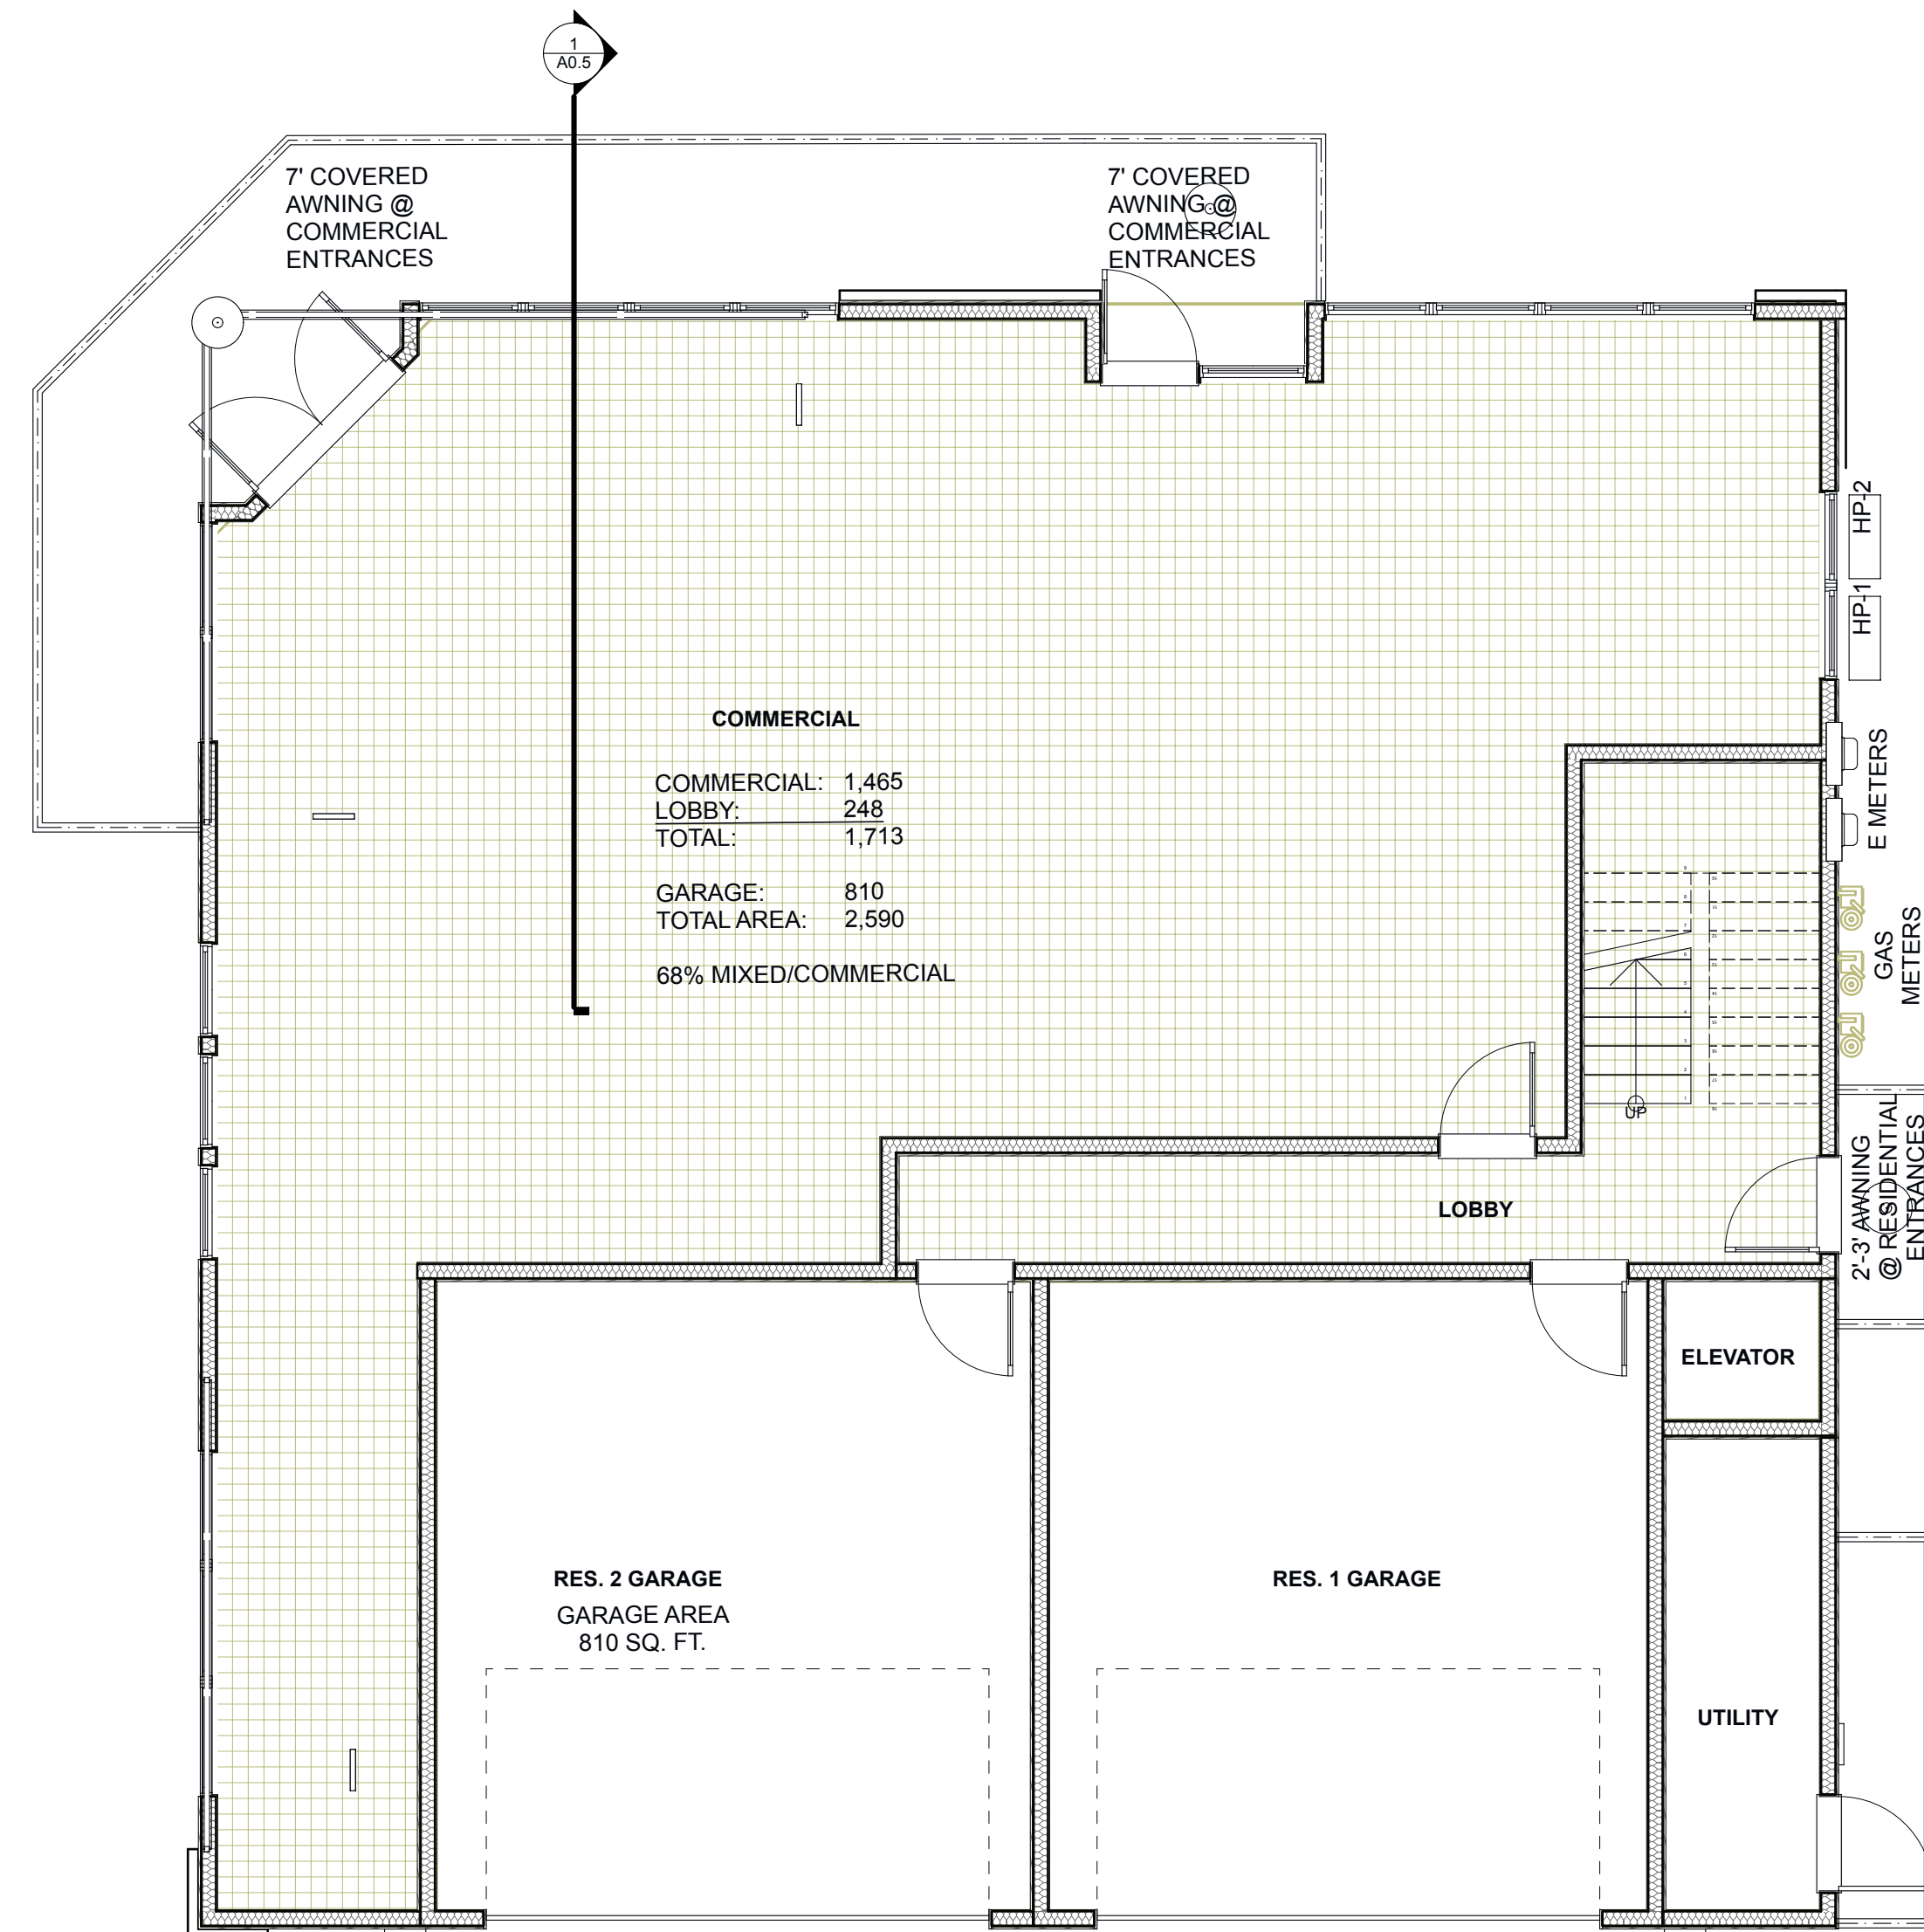 1
A0.5
7' COVERED
AWNING @
COMMERCIAL
ENTRANCES
7' COVERED
AWNING @
COMMERCIAL
ENTRANCES
HP-2
HP-1
COMMERCIAL
COMMERCIAL: 1,465
LOBBY: 248
TOTAL: 1,713
GARAGE: 810
TOTAL AREA: 2,590
68% MIXED/COMMERCIAL
E METERS
GAS
METERS
UP
LOBBY
2'-3' AWNING
@ RESIDENTIAL
ENTRANCES
ELEVATOR
RES. 2 GARAGE
GARAGE AREA
810 SQ. FT.
RES. 1 GARAGE
UTILITY